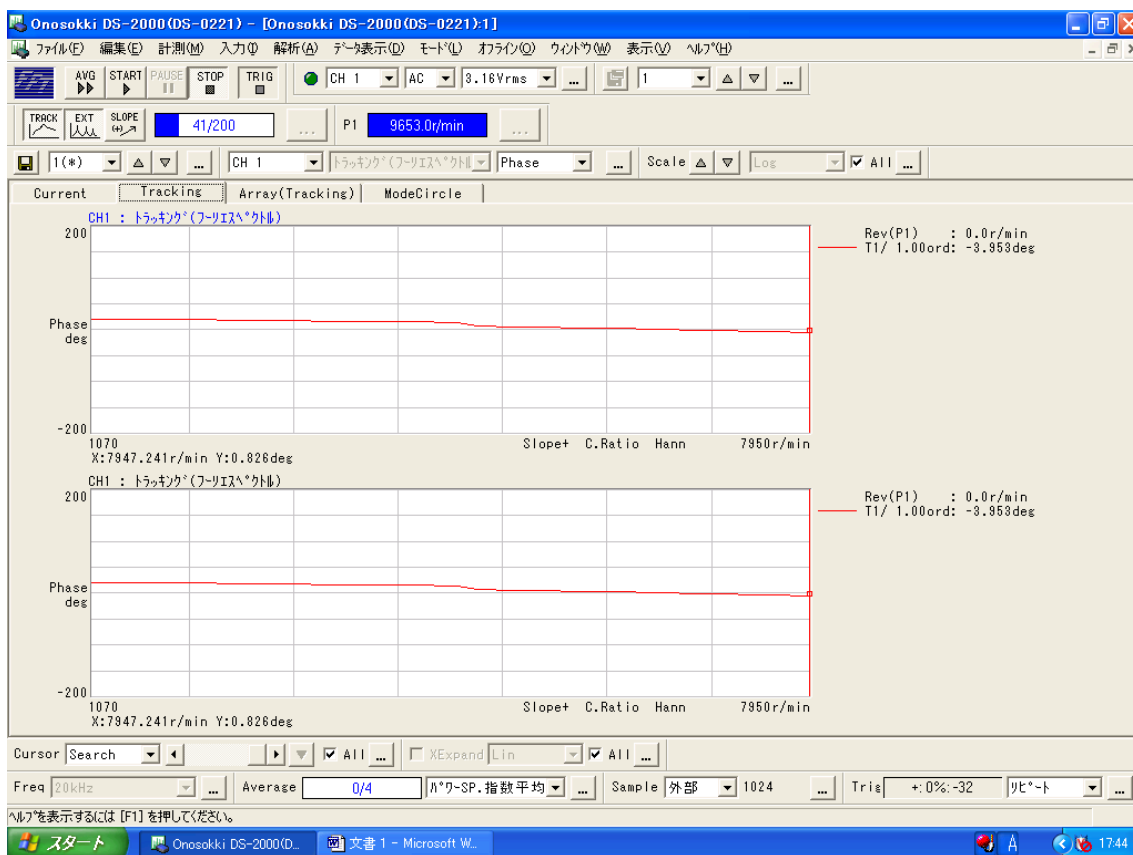 Onosokki DS-2000(DS-0221) - [Onosokki DS-2000(DS-0221):1]
ファイル(F) 編集(E) 計測(M) 入力(I) 解析(A) データ表示(D) モード(L) オフライン(O) ウィンドウ(W) 表示(V) ヘルプ(H)
AVG START PAUSE STOP TRIG CH 1 AC 3.16Vrms ... 1 ...
TRACK EXT SLOPE (+) 41/200 ... P1 9653.0r/min ...
1(*) ... CH 1 トラッキング(フーリエスペクトル Phase ... Scale Log All ...
Current Tracking Array(Tracking) ModeCircle
CH1 : トラッキング(フーリエスペクトル)
200
Rev(P1) : 0.0r/min
T1/ 1.00ord: -3.953deg
Phase
deg
-200
1070 Slope+ C.Ratio Hann 7950r/min
X:7947.241r/min Y:0.826deg
CH1 : トラッキング(フーリエスペクトル)
200
Rev(P1) : 0.0r/min
T1/ 1.00ord: -3.953deg
Phase
deg
-200
1070 Slope+ C.Ratio Hann 7950r/min
X:7947.241r/min Y:0.826deg
Cursor Search All ... XExpand Lin All ...
Freq 20kHz ... Average 0/4 パワーSP.指数平均 ... Sample 外部 1024 ... Trig +:0%:-32 リピート ...
ヘルプを表示するには [F1] を押してください。
スタート Onosokki DS-2000(D... 文書 1 - Microsoft W... A 17:44